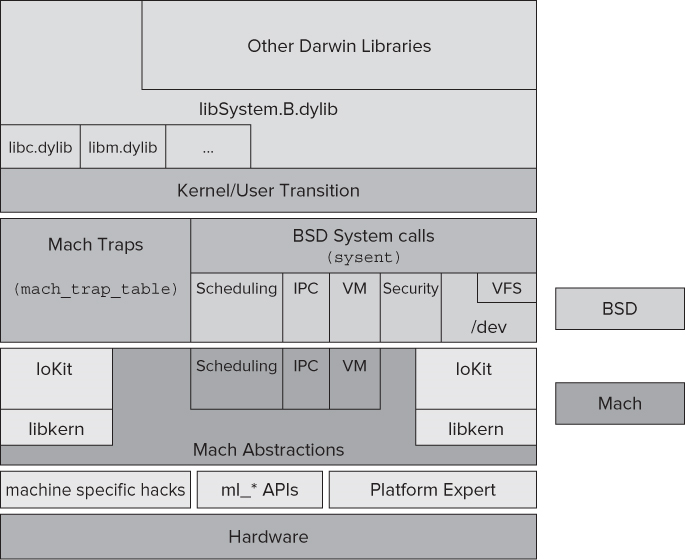 Other Darwin Libraries
libSystem.B.dylib
libc.dylib
libm.dylib
...
Kernel/User Transition
Mach Traps
(mach_trap_table)
BSD System calls
(sysent)
Scheduling
IPC
VM
Security
VFS
/dev
BSD
IoKit
Scheduling
IPC
VM
IoKit
libkern
libkern
Mach Abstractions
Mach
machine specific hacks
ml_* APIs
Platform Expert
Hardware